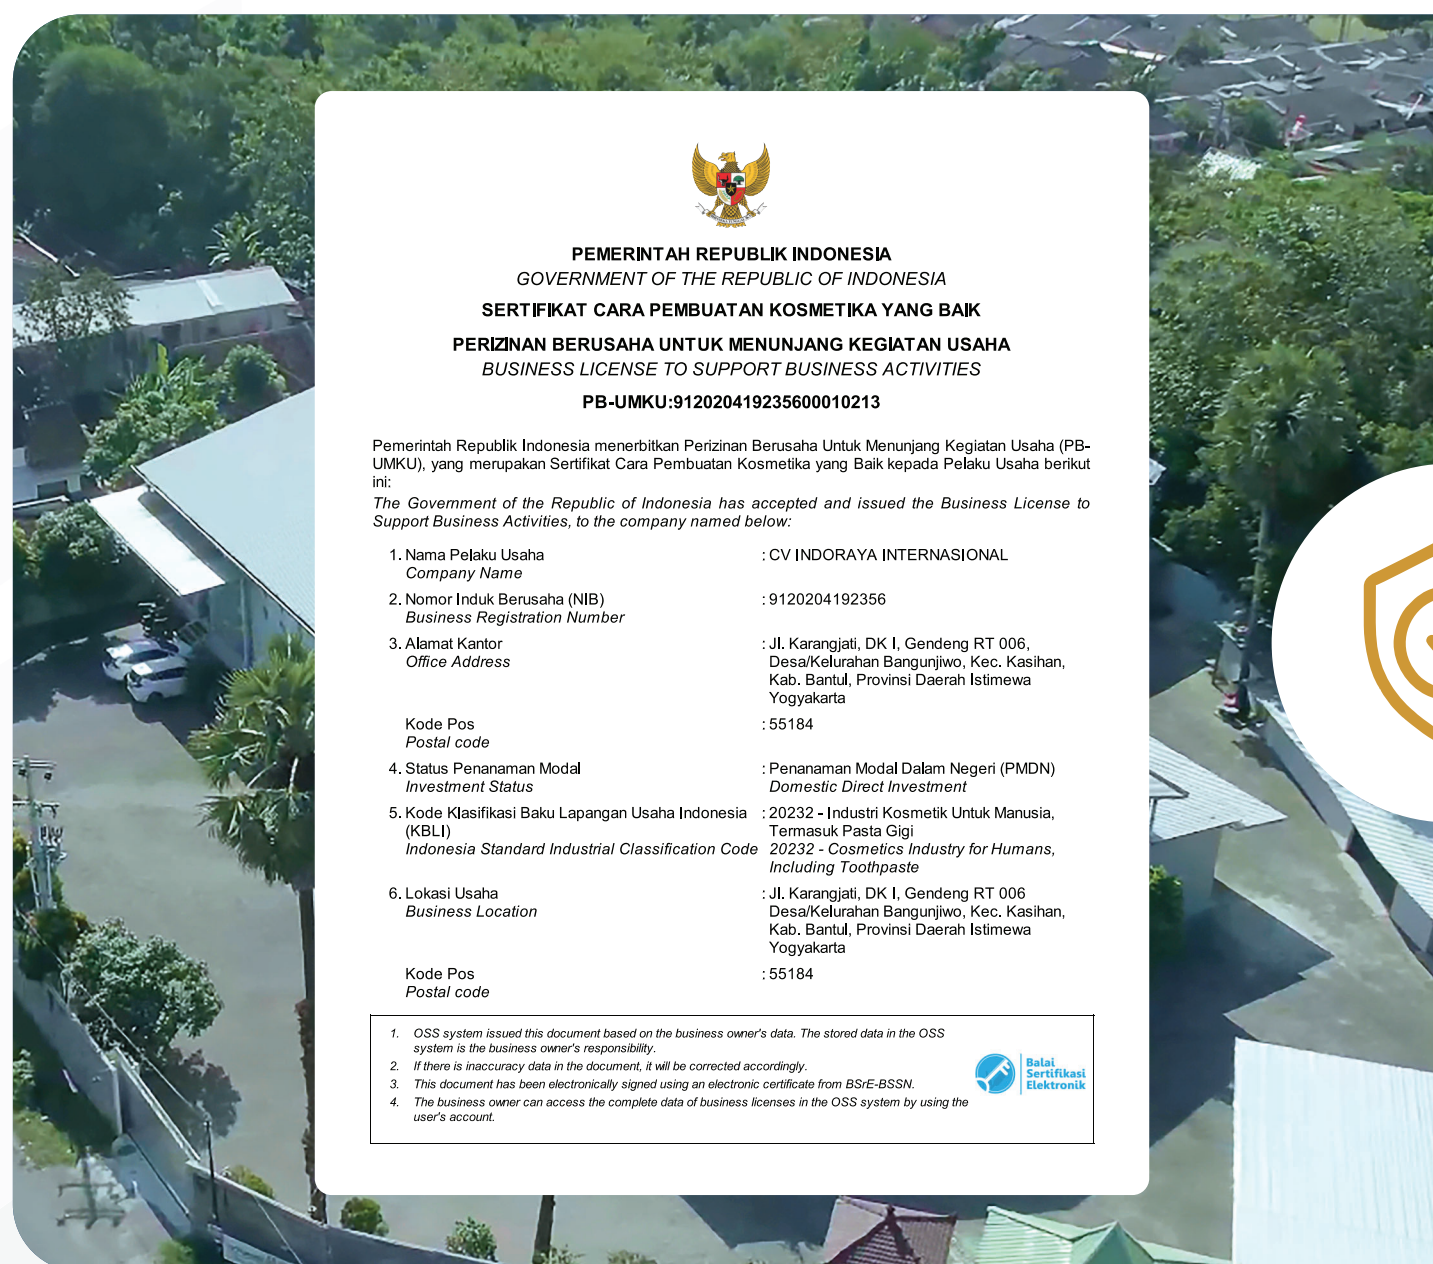 PEMERINTAH REPUBLIK INDONESIA
GOVERNMENT OF THE REPUBLIC OF INDONESIA
SERTIFIKAT CARA PEMBUATAN KOSMETIKA YANG BAIK
PERIZINAN BERUSAHA UNTUK MENUNJANG KEGIATAN USAHA
BUSINESS LICENSE TO SUPPORT BUSINESS ACTIVITIES
PB-UMKU:912020419235600010213
Pemerintah Republik Indonesia menerbitkan Perizinan Berusaha Untuk Menunjang Kegiatan Usaha (PB-
UMKU), yang merupakan Sertifikat Cara Pembuatan Kosmetika yang Baik kepada Pelaku Usaha berikut
ini:
The Government of the Republic of Indonesia has accepted and issued the Business License to
Support Business Activities, to the company named below:
1. Nama Pelaku Usaha : CV INDORAYA INTERNASIONAL
Company Name
2. Nomor Induk Berusaha (NIB) : 9120204192356
Business Registration Number
3. Alamat Kantor : Jl. Karangjati, DK I, Gendeng RT 006,
Office Address Desa/Kelurahan Bangunjiwo, Kec. Kasihan,
Kab. Bantul, Provinsi Daerah Istimewa
Yogyakarta
Kode Pos : 55184
Postal code
4. Status Penanaman Modal : Penanaman Modal Dalam Negeri (PMDN)
Investment Status Domestic Direct Investment
5. Kode Klasifikasi Baku Lapangan Usaha Indonesia : 20232 - Industri Kosmetik Untuk Manusia,
(KBLI) Termasuk Pasta Gigi
Indonesia Standard Industrial Classification Code 20232 - Cosmetics Industry for Humans,
Including Toothpaste
6. Lokasi Usaha : Jl. Karangjati, DK I, Gendeng RT 006
Business Location Desa/Kelurahan Bangunjiwo, Kec. Kasihan,
Kab. Bantul, Provinsi Daerah Istimewa
Yogyakarta
Kode Pos : 55184
Postal code
1. OSS system issued this document based on the business owner's data. The stored data in the OSS
system is the business owner's responsibility.
2. If there is inaccuracy data in the document, it will be corrected accordingly.
3. This document has been electronically signed using an electronic certificate from BSrE-BSSN.
4. The business owner can access the complete data of business licenses in the OSS system by using the
user's account.
Balai
Sertifikasi
Elektronik